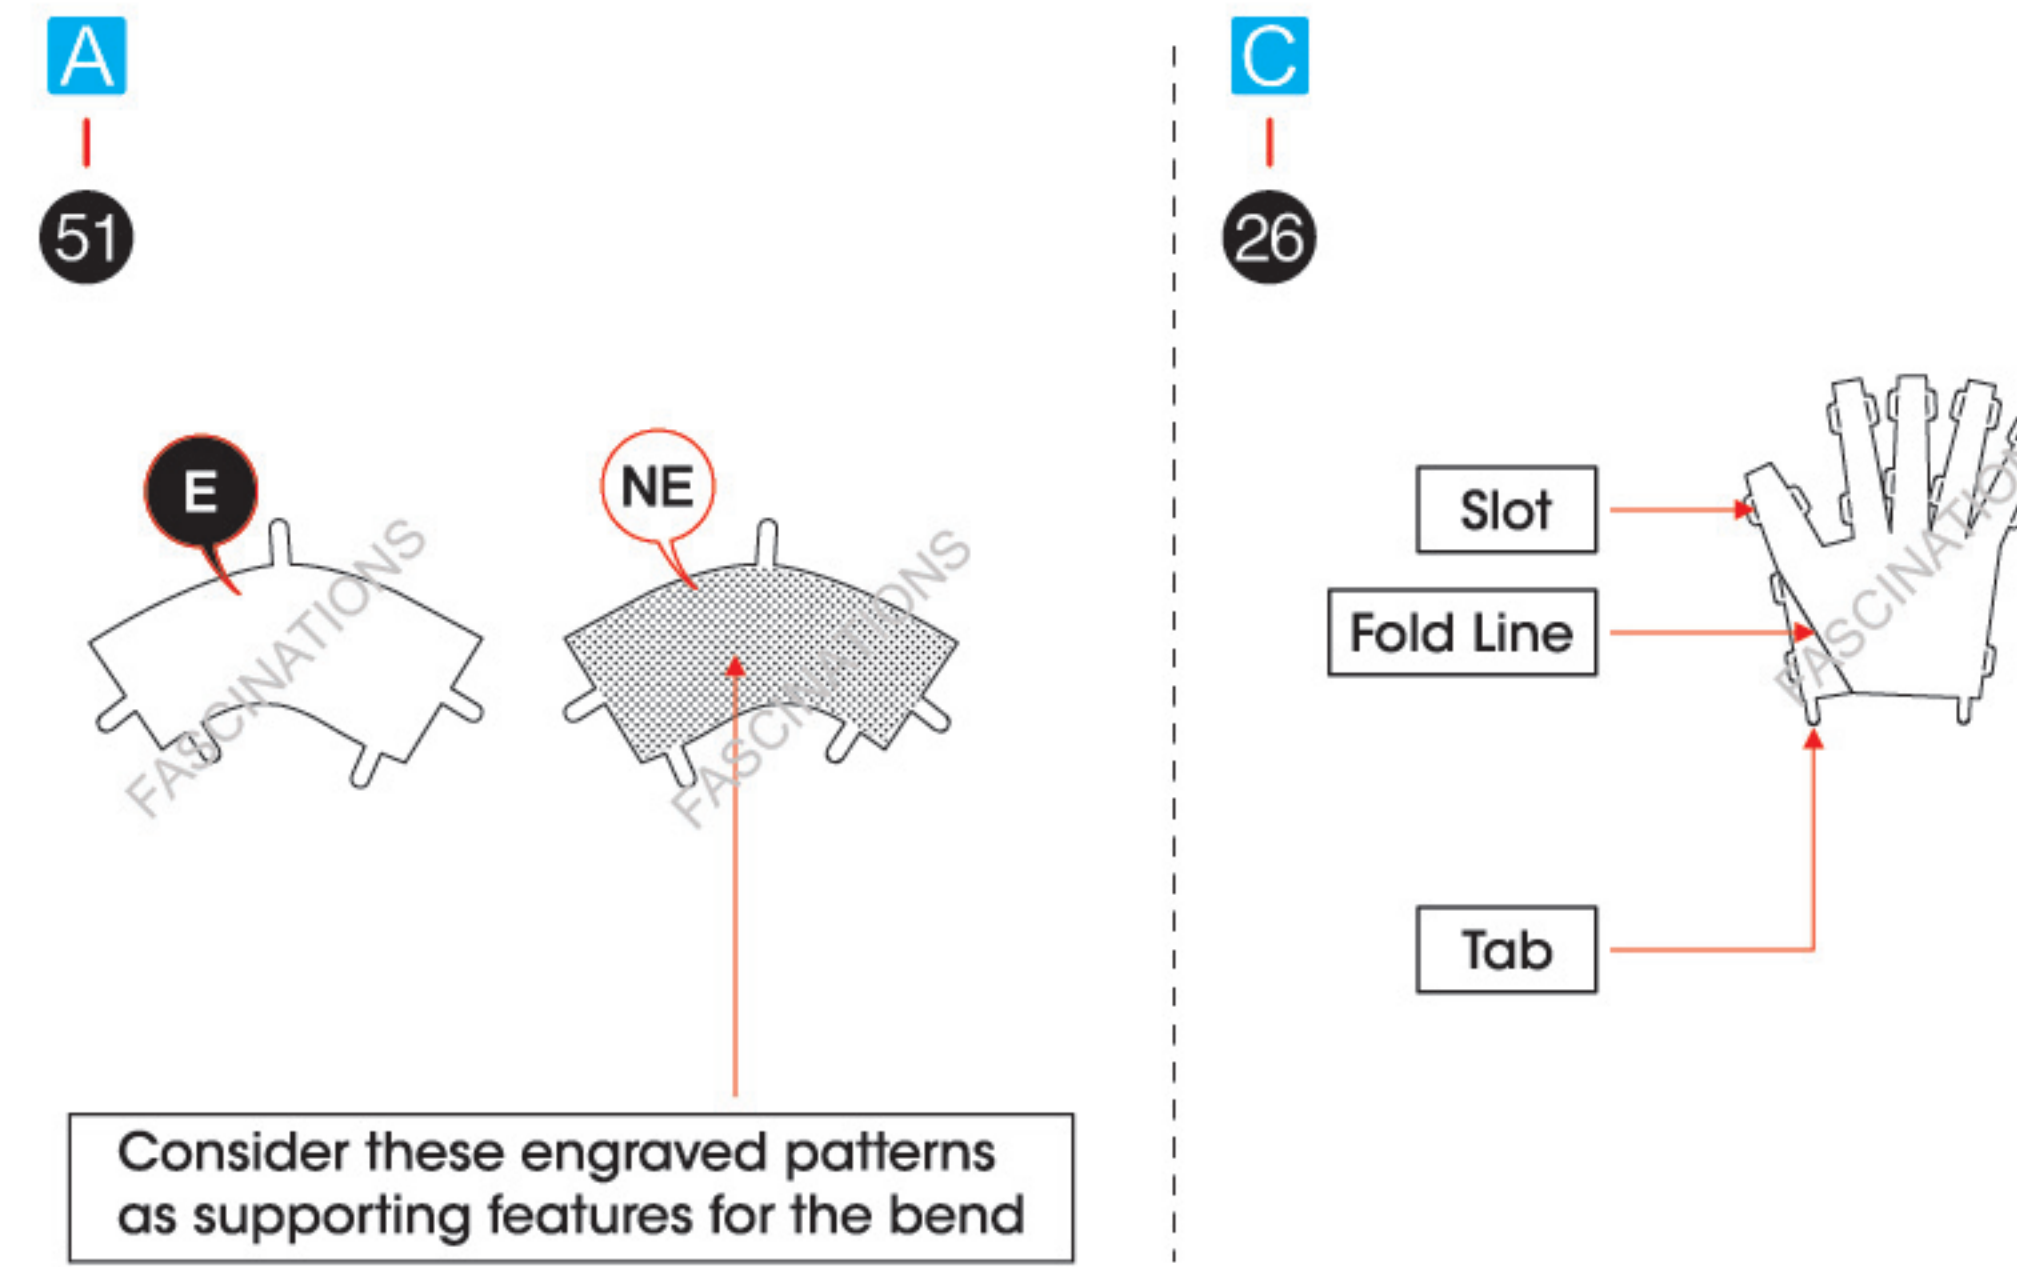 A
51
E
NE
FASCINATIONS
FASCINATIONS
Consider these engraved patterns
as supporting features for the bend
C
26
Slot
Fold Line
Tab